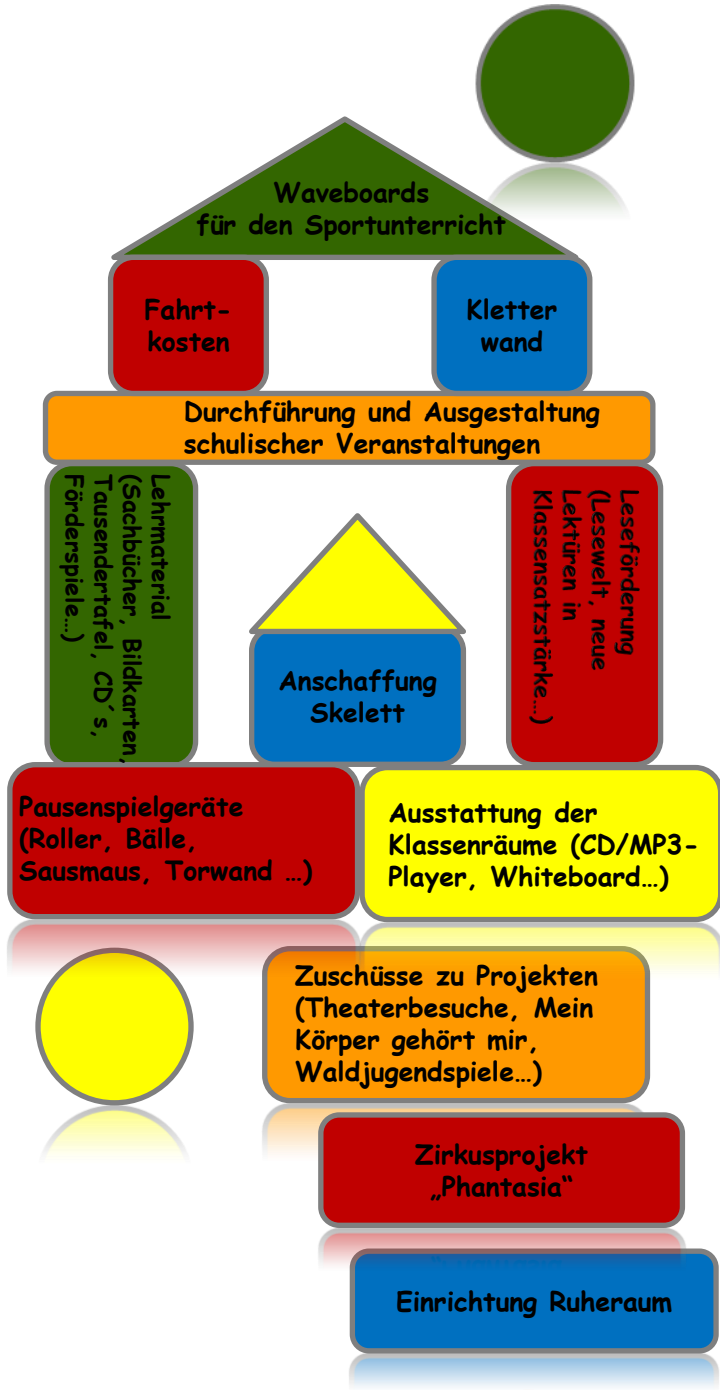 Waveboards
für den Sportunterricht
Fahrt-
kosten
Kletter
wand
Durchführung und Ausgestaltung
schulischer Veranstaltungen
Lehrmaterial
(Sachbücher, Bildkarten,
Tausendertafel, CD´s,
Förderspiele…)
Leseförderung
(Lesewelt, neue
Lektüren in
Klassensatzstärke…)
Anschaffung
Skelett
Pausenspielgeräte
(Roller, Bälle,
Sausmaus, Torwand …)
Ausstattung der
Klassenräume (CD/MP3-
Player, Whiteboard…)
Zuschüsse zu Projekten
(Theaterbesuche, Mein
Körper gehört mir,
Waldjugendspiele…)
Zirkusprojekt
„Phantasia“
Einrichtung Ruheraum